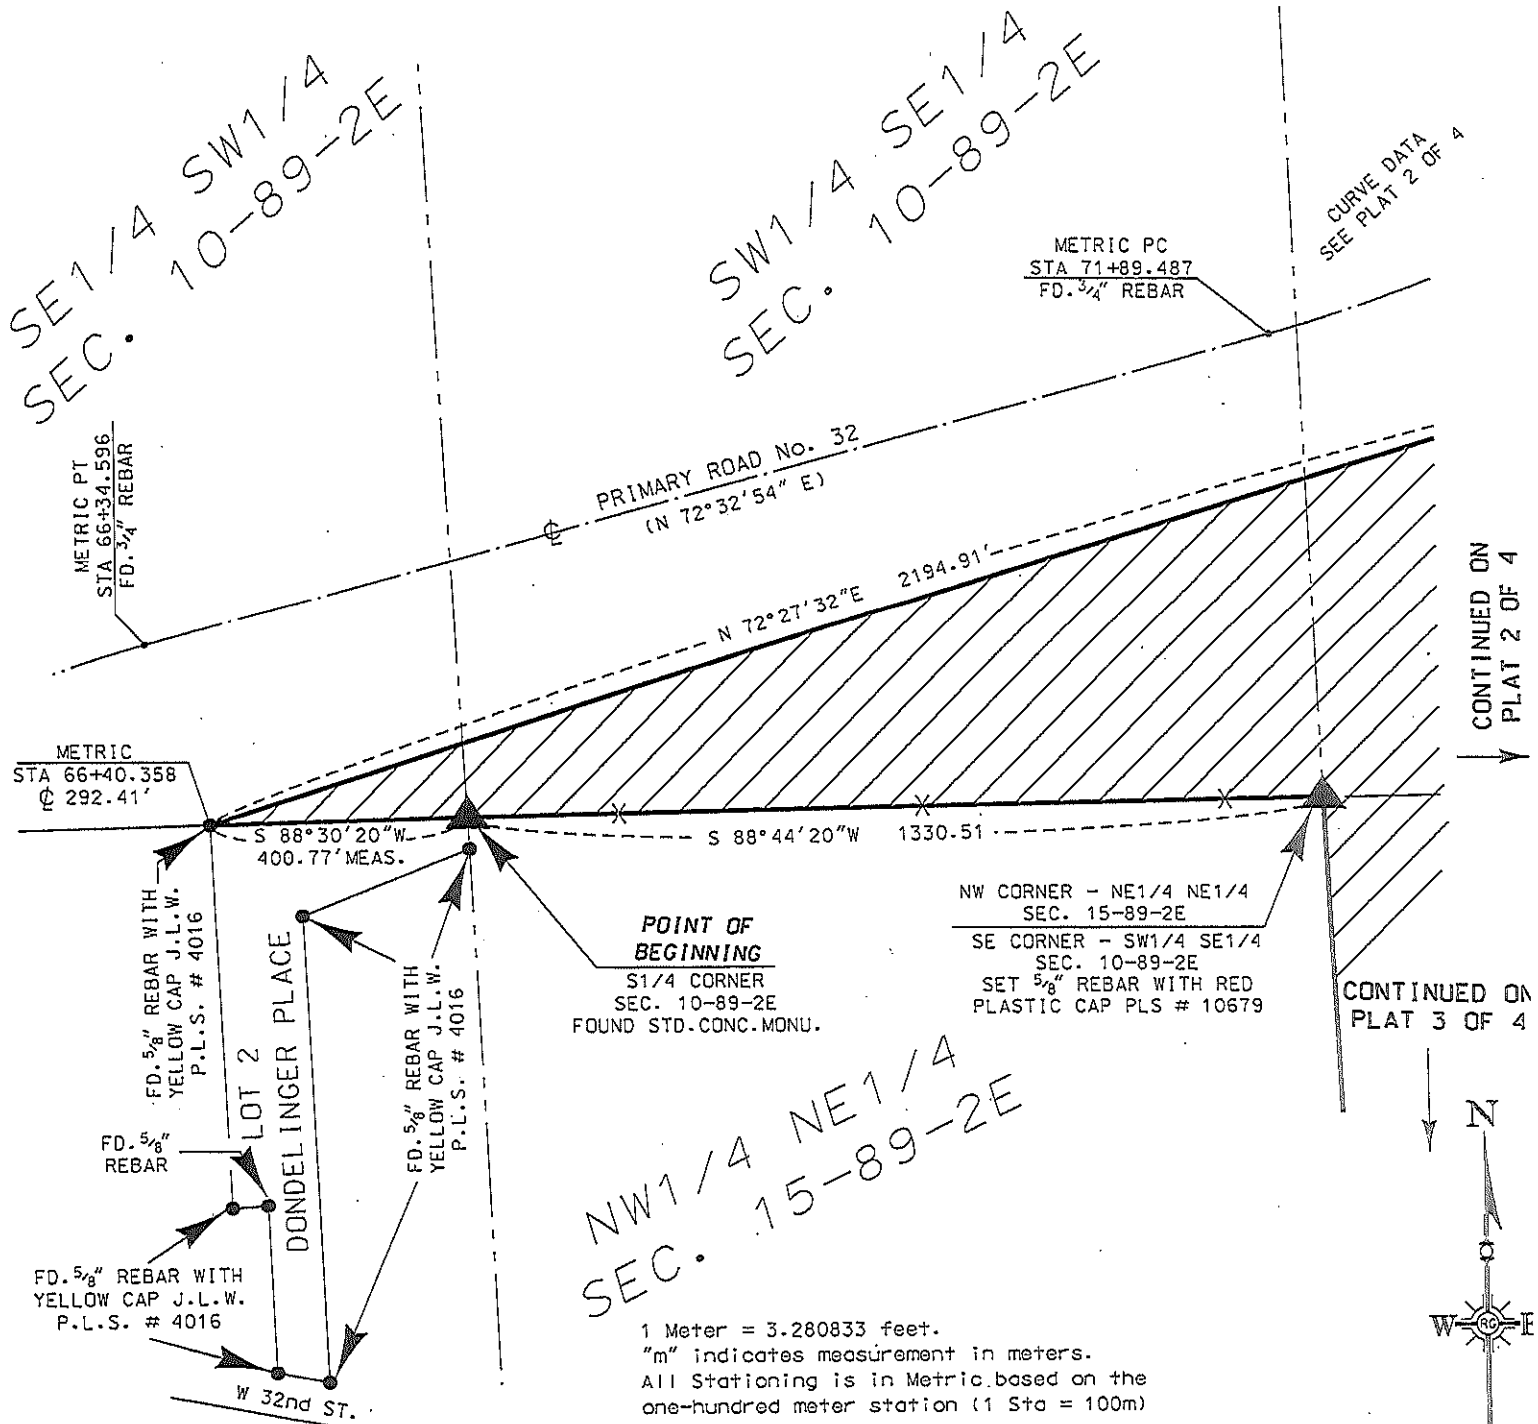 SE1/4 SW1/4
SEC. 10-89-2E
SW1/4 SE1/4
SEC. 10-89-2E
CURVE DATA
SEE PLAT 2 OF 4
METRIC PC
STA 71+89.487
FD. 3/4" REBAR
METRIC PT
STA 66+34.596
FD. 3/4" REBAR
PRIMARY ROAD No. 32
(N 72°32'54" E)
℄
N 72°27'32"E 2194.91'
CONTINUED ON
PLAT 2 OF 4
METRIC
STA 66+40.358
℄ 292.41'
S 88°30'20"W
400.77'MEAS.
S 88°44'20"W 1330.51
FD. 5/8" REBAR WITH
YELLOW CAP J.L.W.
P.L.S. # 4016
LOT 2
DONDELINGER PLACE
FD. 5/8" REBAR WITH
YELLOW CAP J.L.W.
P.L.S. # 4016
POINT OF
BEGINNING
S1/4 CORNER
SEC. 10-89-2E
FOUND STD.CONC.MONU.
NW CORNER - NE1/4 NE1/4
SEC. 15-89-2E
SE CORNER - SW1/4 SE1/4
SEC. 10-89-2E
SET 5/8" REBAR WITH RED
PLASTIC CAP PLS # 10679
CONTINUED ON
PLAT 3 OF 4
FD. 5/8"
REBAR
NW1/4 NE1/4
SEC. 15-89-2E
FD. 5/8" REBAR WITH
YELLOW CAP J.L.W.
P.L.S. # 4016
W 32nd ST.
1 Meter = 3.280833 feet.
"m" indicates measurement in meters.
All Stationing is in Metric based on the
one-hundred meter station (1 Sta = 100m)
N
W RG E